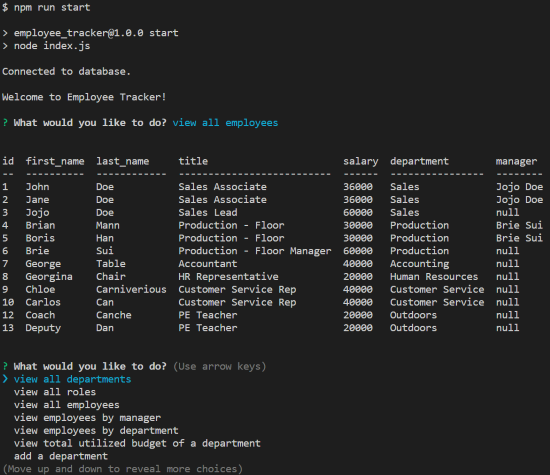 $ npm run start
> employee_tracker@1.0.0 start
> node index.js
Connected to database.
Welcome to Employee Tracker!
? What would you like to do? view all employees
id first_name last_name title salary department manager
-- ---------- ------------ -------------------------- ------ ---------------- --------
1 John Doe Sales Associate 36000 Sales Jojo Doe
2 Jane Doe Sales Associate 36000 Sales Jojo Doe
3 Jojo Doe Sales Lead 60000 Sales null
4 Brian Mann Production - Floor 30000 Production Brie Sui
5 Boris Han Production - Floor 30000 Production Brie Sui
6 Brie Sui Production - Floor Manager 60000 Production null
7 George Table Accountant 40000 Accounting null
8 Georgina Chair HR Representative 20000 Human Resources null
9 Chloe Carniverious Customer Service Rep 40000 Customer Service null
10 Carlos Can Customer Service Rep 40000 Customer Service null
12 Coach Canche PE Teacher 20000 Outdoors null
13 Deputy Dan PE Teacher 20000 Outdoors null
? What would you like to do? (Use arrow keys)
❯ view all departments
view all roles
view all employees
view employees by manager
view employees by department
view total utilized budget of a department
add a department
(Move up and down to reveal more choices)